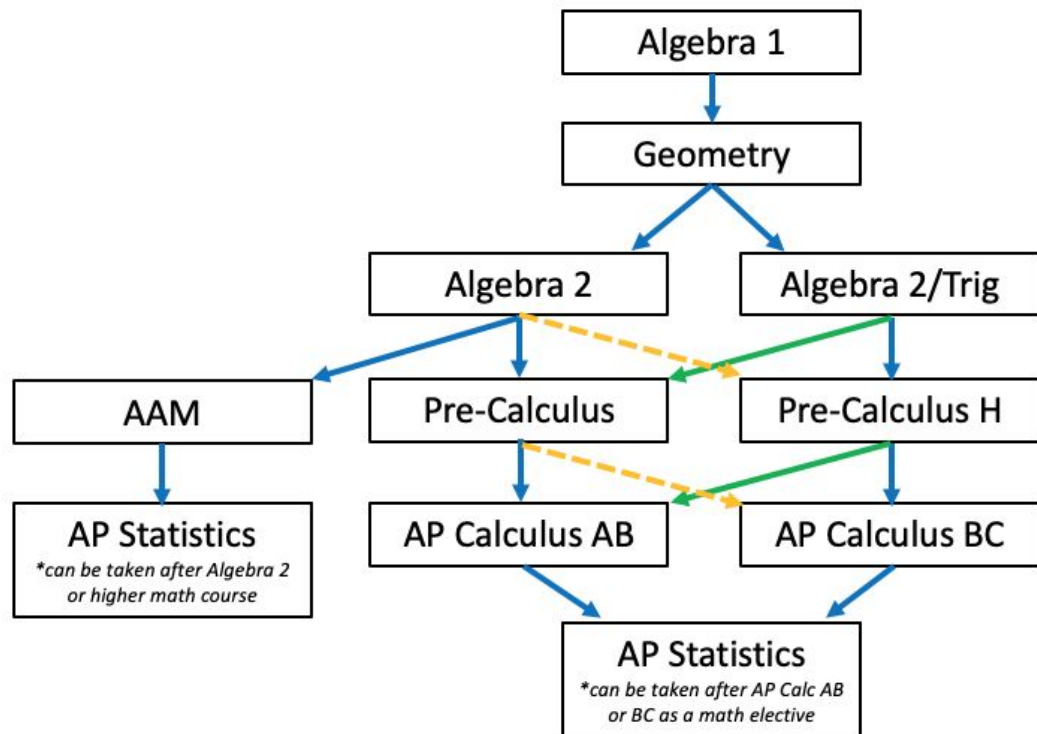 Algebra 1
Geometry
Algebra 2
Algebra 2/Trig
AAM
Pre-Calculus
Pre-Calculus H
AP Statistics
*can be taken after Algebra 2
or higher math course
AP Calculus AB
AP Calculus BC
AP Statistics
*can be taken after AP Calc AB
or BC as a math elective